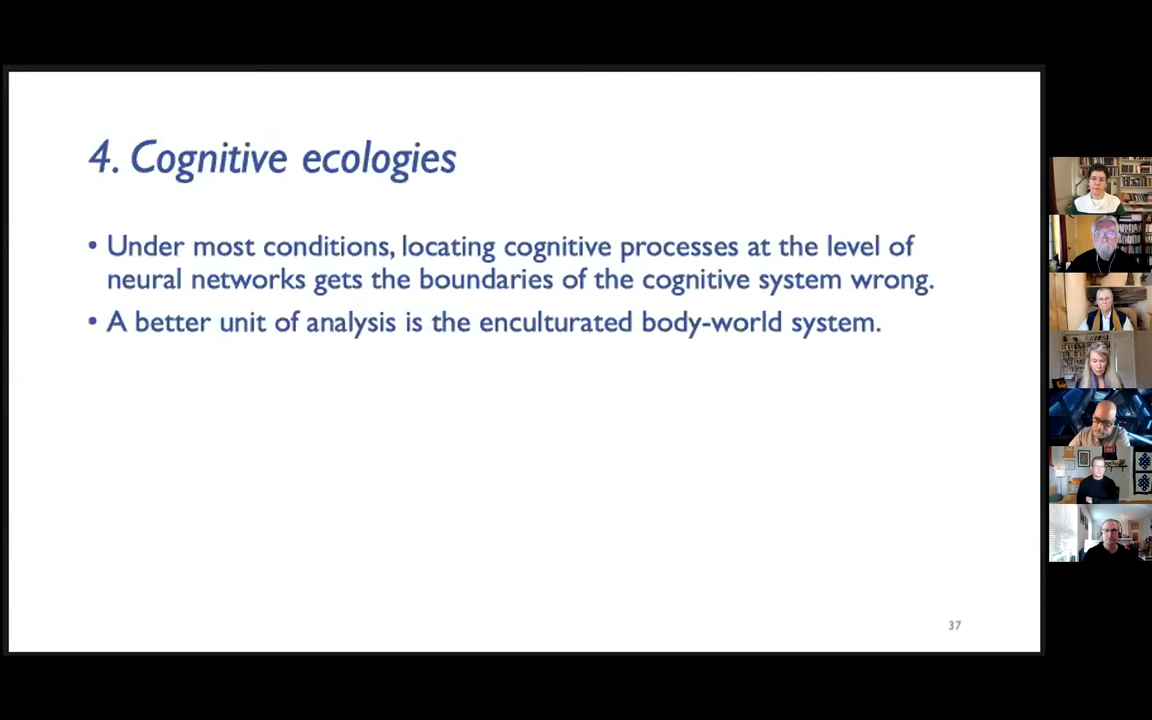 4. Cognitive ecologies
• Under most conditions, locating cognitive processes at the level of
neural networks gets the boundaries of the cognitive system wrong.
• A better unit of analysis is the enculturated body-world system.
37